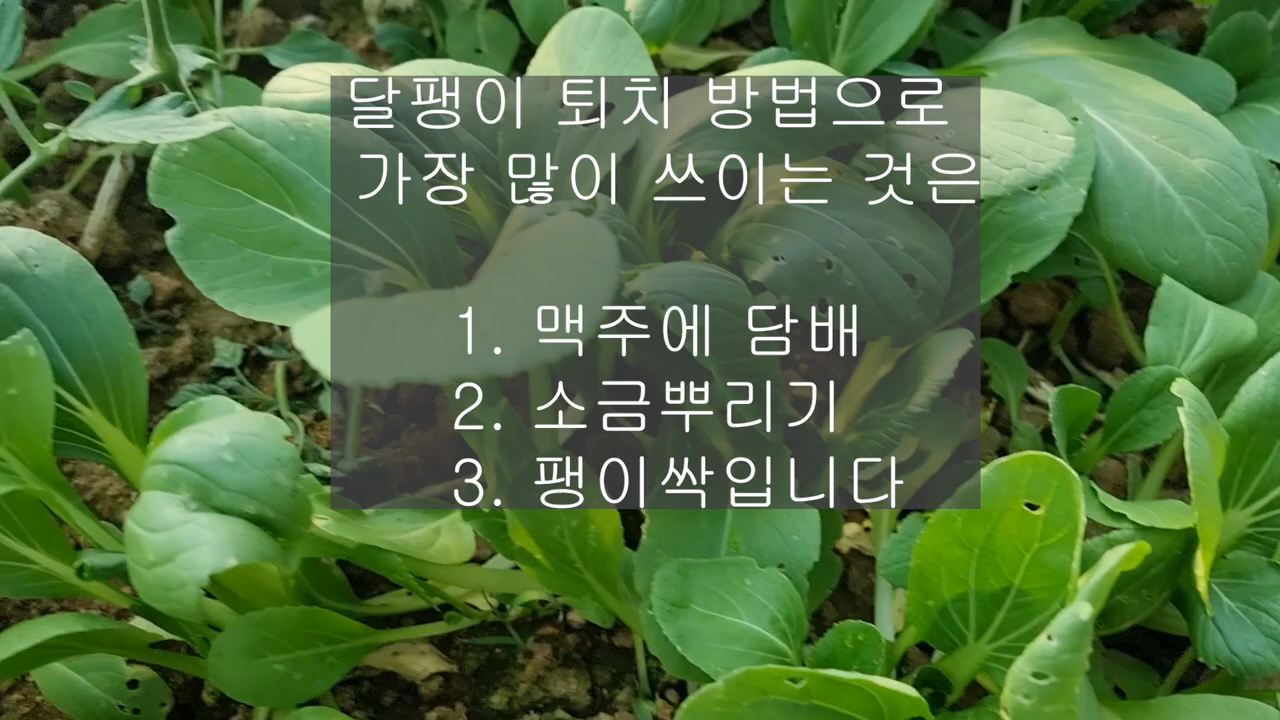 달팽이 퇴치 방법으로
가장 많이 쓰이는 것은
1. 맥주에 담배
2. 소금뿌리기
3. 팽이싹입니다